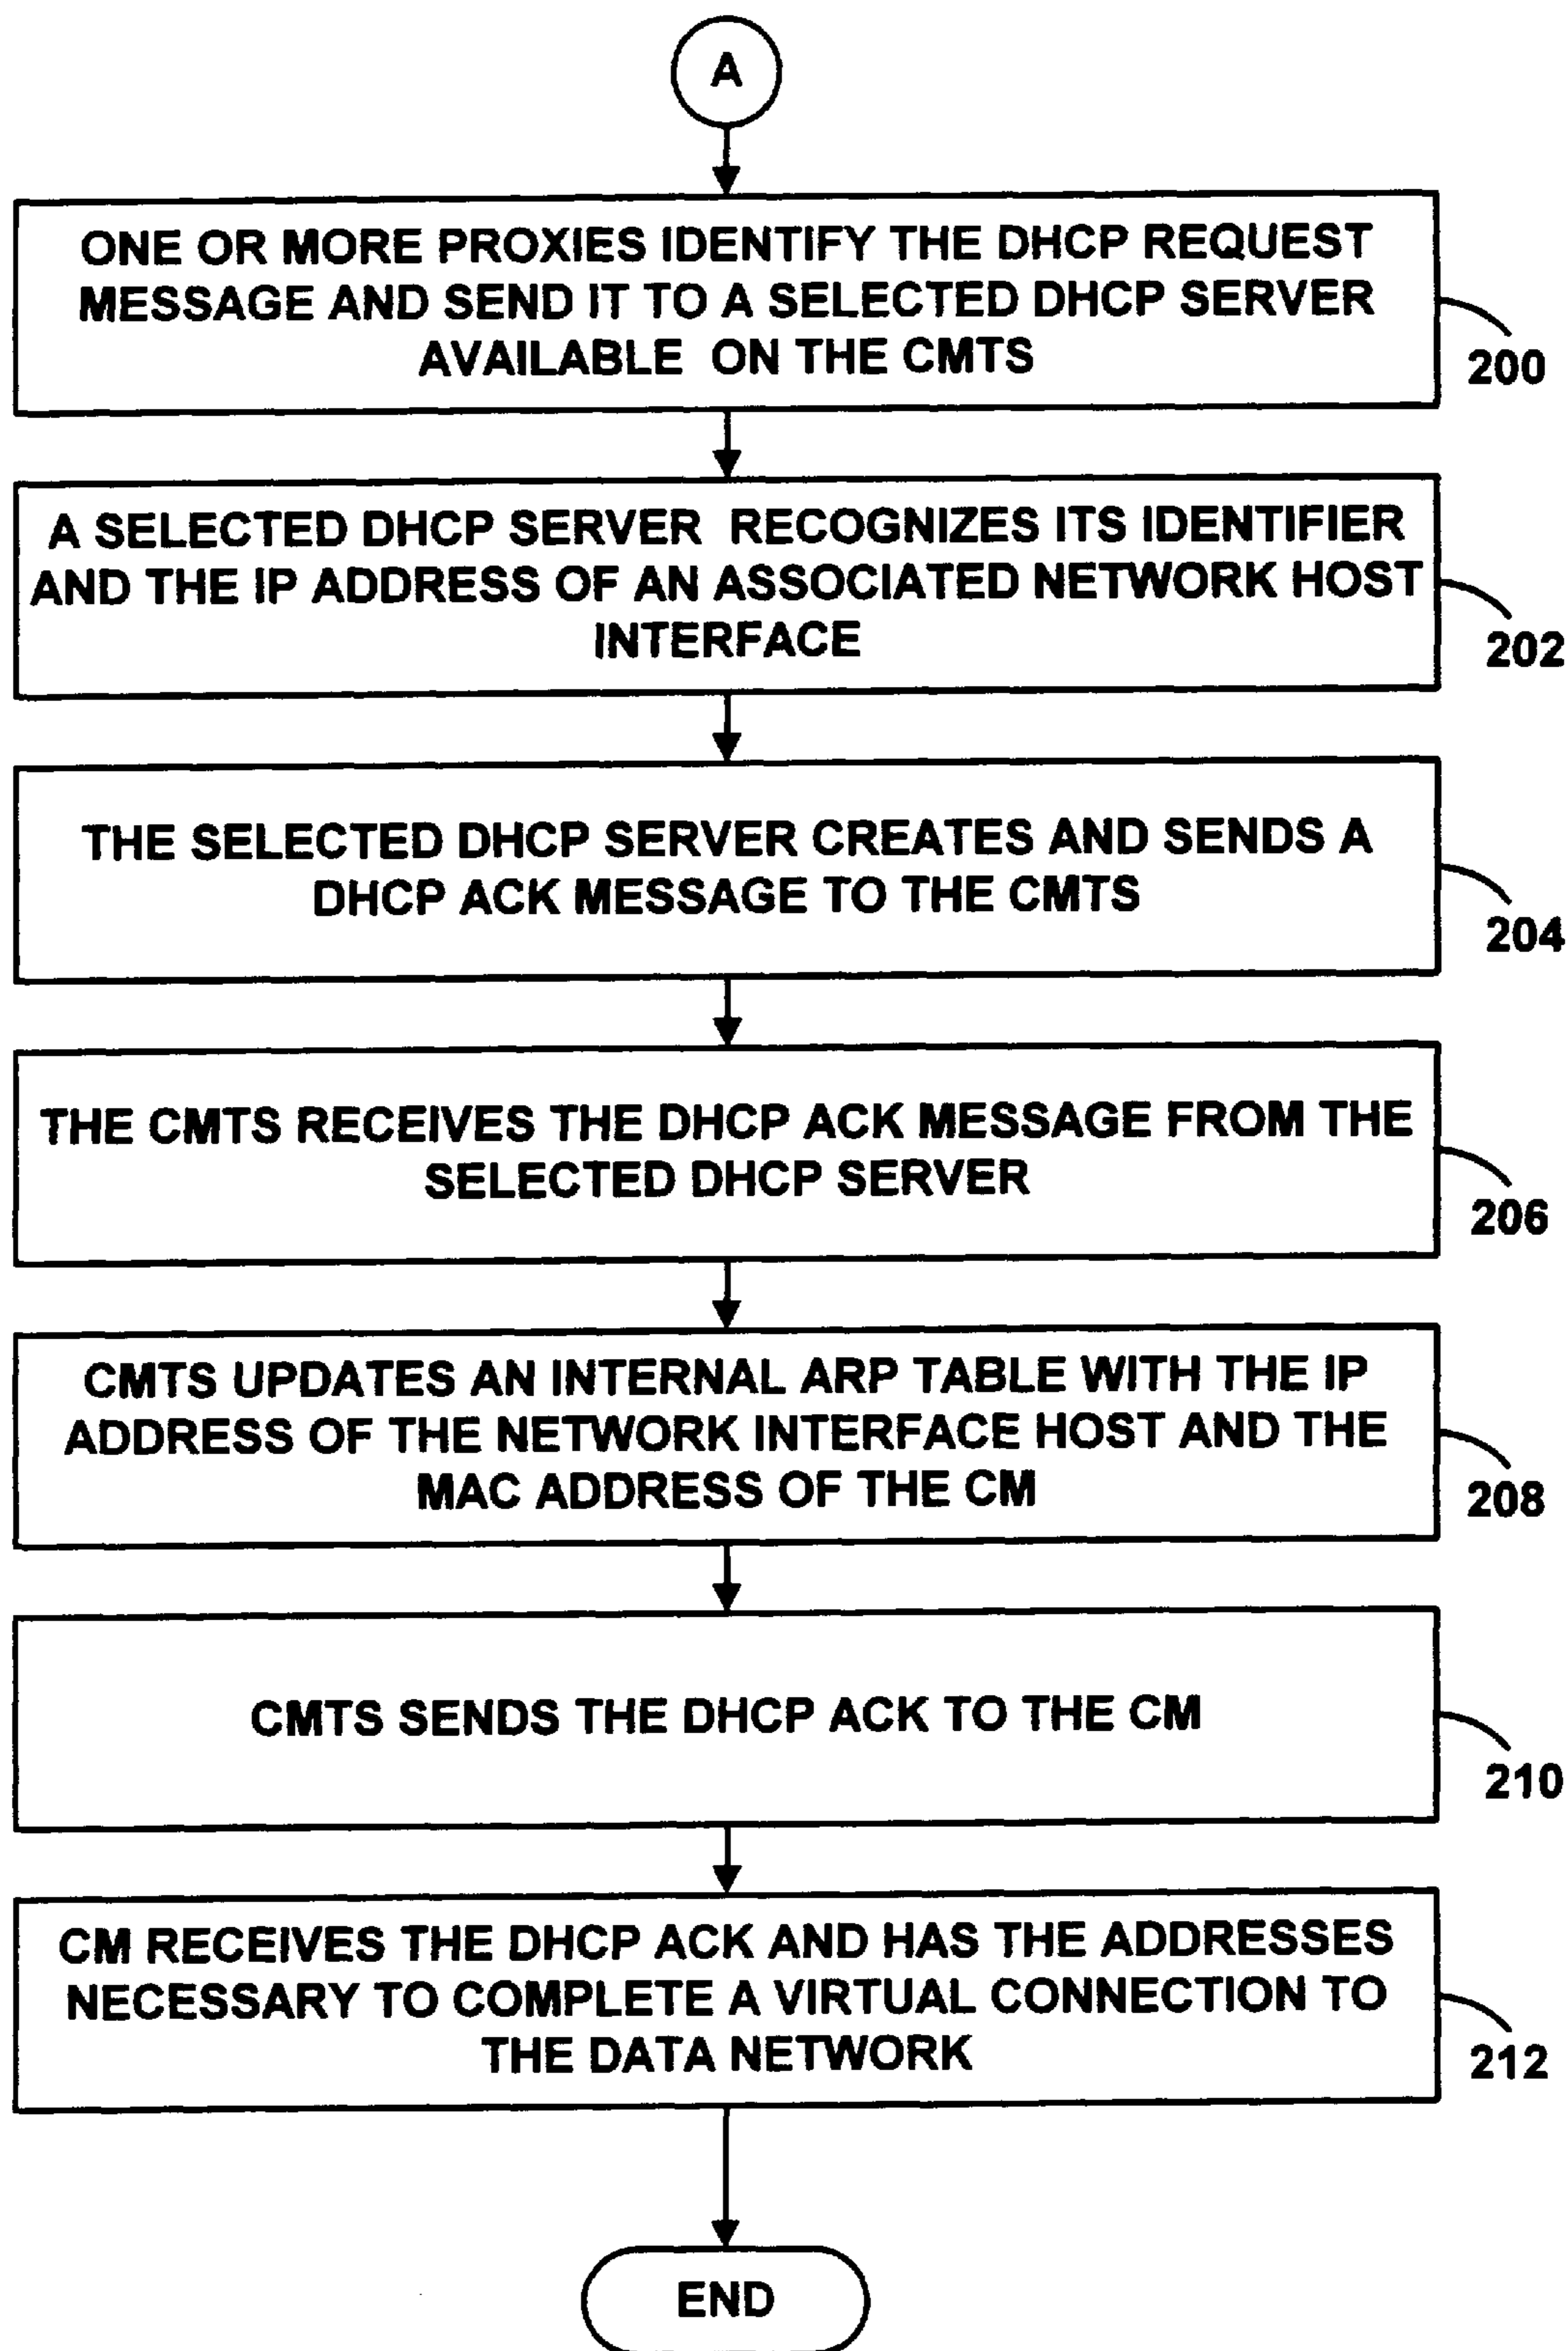 A
ONE OR MORE PROXIES IDENTIFY THE DHCP REQUEST
MESSAGE AND SEND IT TO A SELECTED DHCP SERVER
AVAILABLE ON THE CMTS
200
A SELECTED DHCP SERVER RECOGNIZES ITS IDENTIFIER
AND THE IP ADDRESS OF AN ASSOCIATED NETWORK HOST
INTERFACE
202
THE SELECTED DHCP SERVER CREATES AND SENDS A
DHCP ACK MESSAGE TO THE CMTS
204
THE CMTS RECEIVES THE DHCP ACK MESSAGE FROM THE
SELECTED DHCP SERVER
206
CMTS UPDATES AN INTERNAL ARP TABLE WITH THE IP
ADDRESS OF THE NETWORK INTERFACE HOST AND THE
MAC ADDRESS OF THE CM
208
CMTS SENDS THE DHCP ACK TO THE CM
210
CM RECEIVES THE DHCP ACK AND HAS THE ADDRESSES
NECESSARY TO COMPLETE A VIRTUAL CONNECTION TO
THE DATA NETWORK
212
END